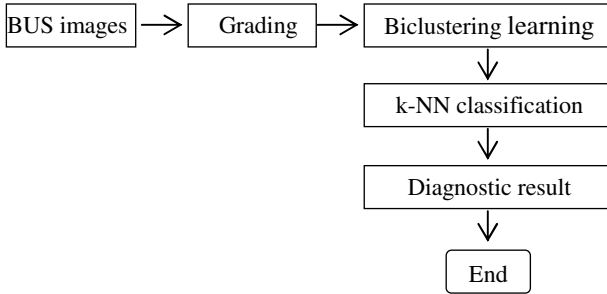 BUS images
Grading
Biclustering learning
k-NN classification
Diagnostic result
End